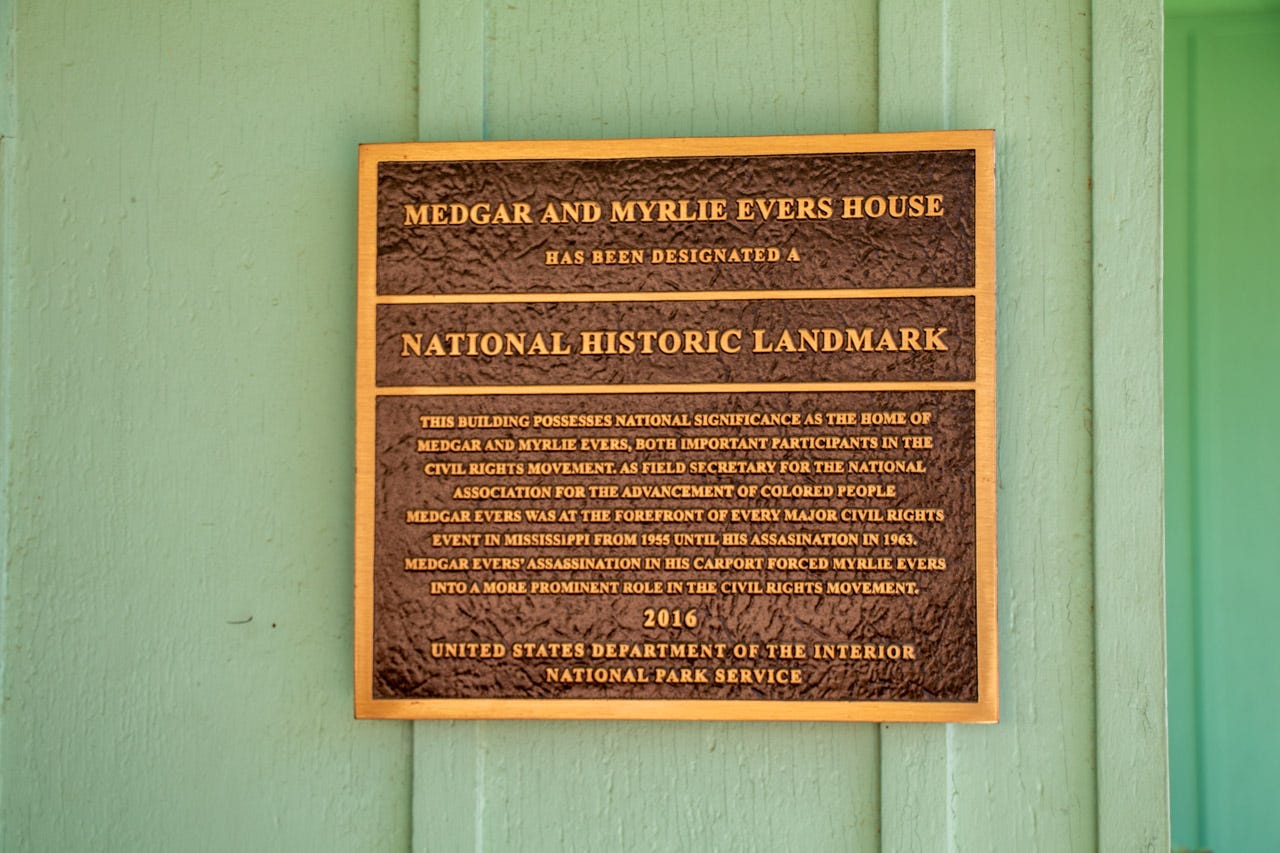 MEDGAR AND MYRLIE EVERS HOUSE
HAS BEEN DESIGNATED A
NATIONAL HISTORIC LANDMARK
THIS BUILDING POSSESSES NATIONAL SIGNIFICANCE AS THE HOME OF
MEDGAR AND MYRLIE EVERS, BOTH IMPORTANT PARTICIPANTS IN THE
CIVIL RIGHTS MOVEMENT. AS FIELD SECRETARY FOR THE NATIONAL
ASSOCIATION FOR THE ADVANCEMENT OF COLORED PEOPLE
MEDGAR EVERS WAS AT THE FOREFRONT OF EVERY MAJOR CIVIL RIGHTS
EVENT IN MISSISSIPPI FROM 1955 UNTIL HIS ASSASINATION IN 1963.
MEDGAR EVERS' ASSASSINATION IN HIS CARPORT FORCED MYRLIE EVERS
INTO A MORE PROMINENT ROLE IN THE CIVIL RIGHTS MOVEMENT.
2016
UNITED STATES DEPARTMENT OF THE INTERIOR
NATIONAL PARK SERVICE